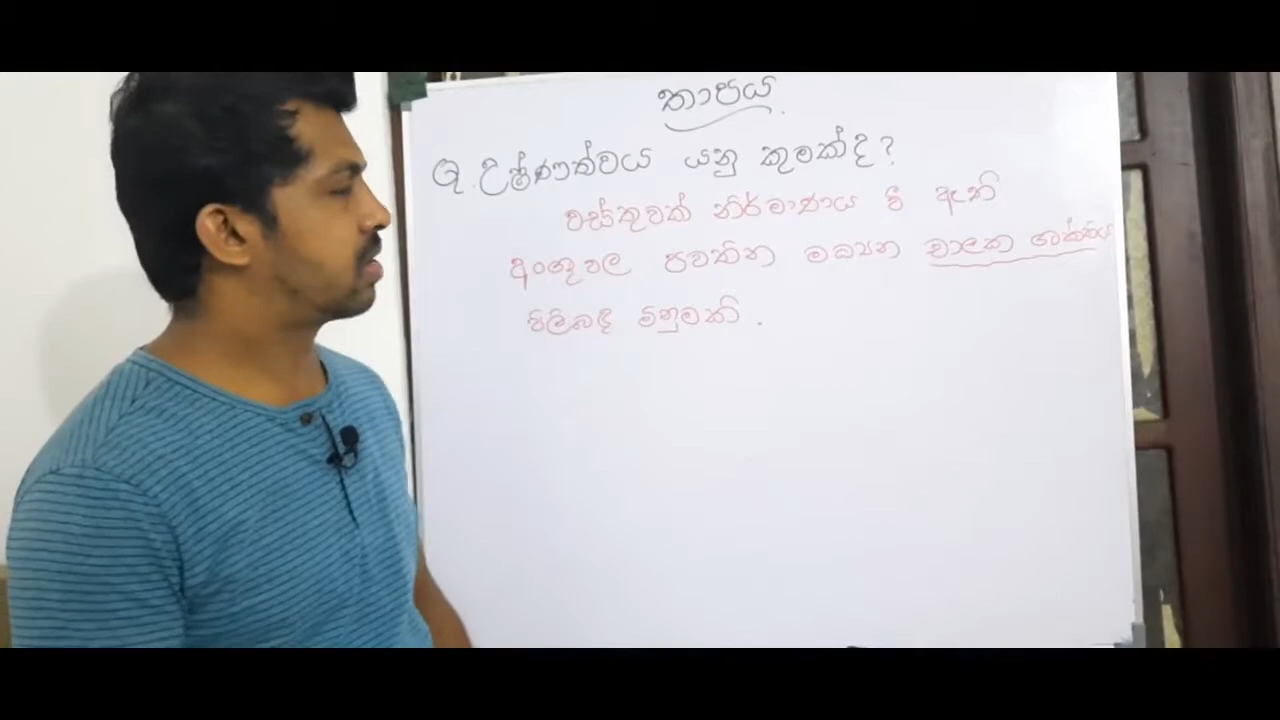 තාපය
Q. උෂ්ණත්වය යනු කුමක්ද?
වස්තුවක් නිර්මාණය වී ඇති
අංශුවල පවතින මධ්‍යන චාලක ශක්තිය
පිලිබඳ මිනුමකි.